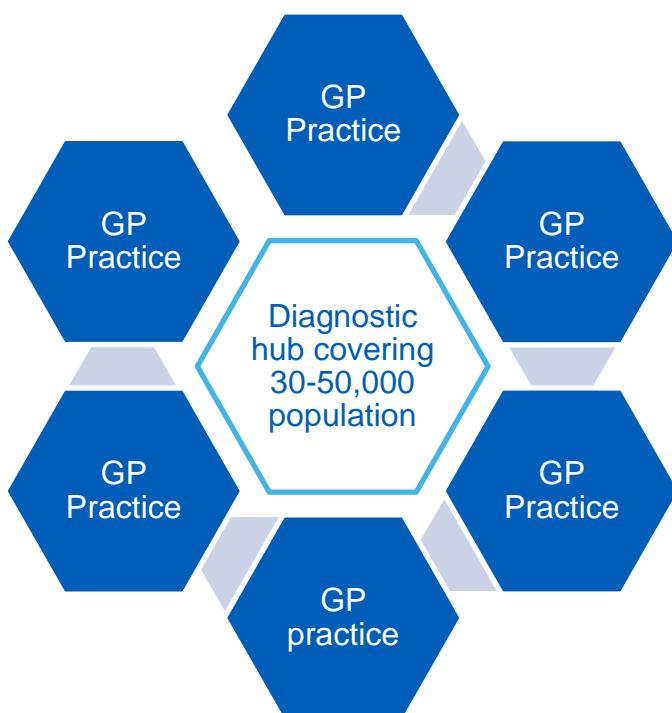 GP
Practice
GP
Practice
GP
Practice
Diagnostic
hub covering
30-50,000
population
GP
Practice
GP
Practice
GP
practice